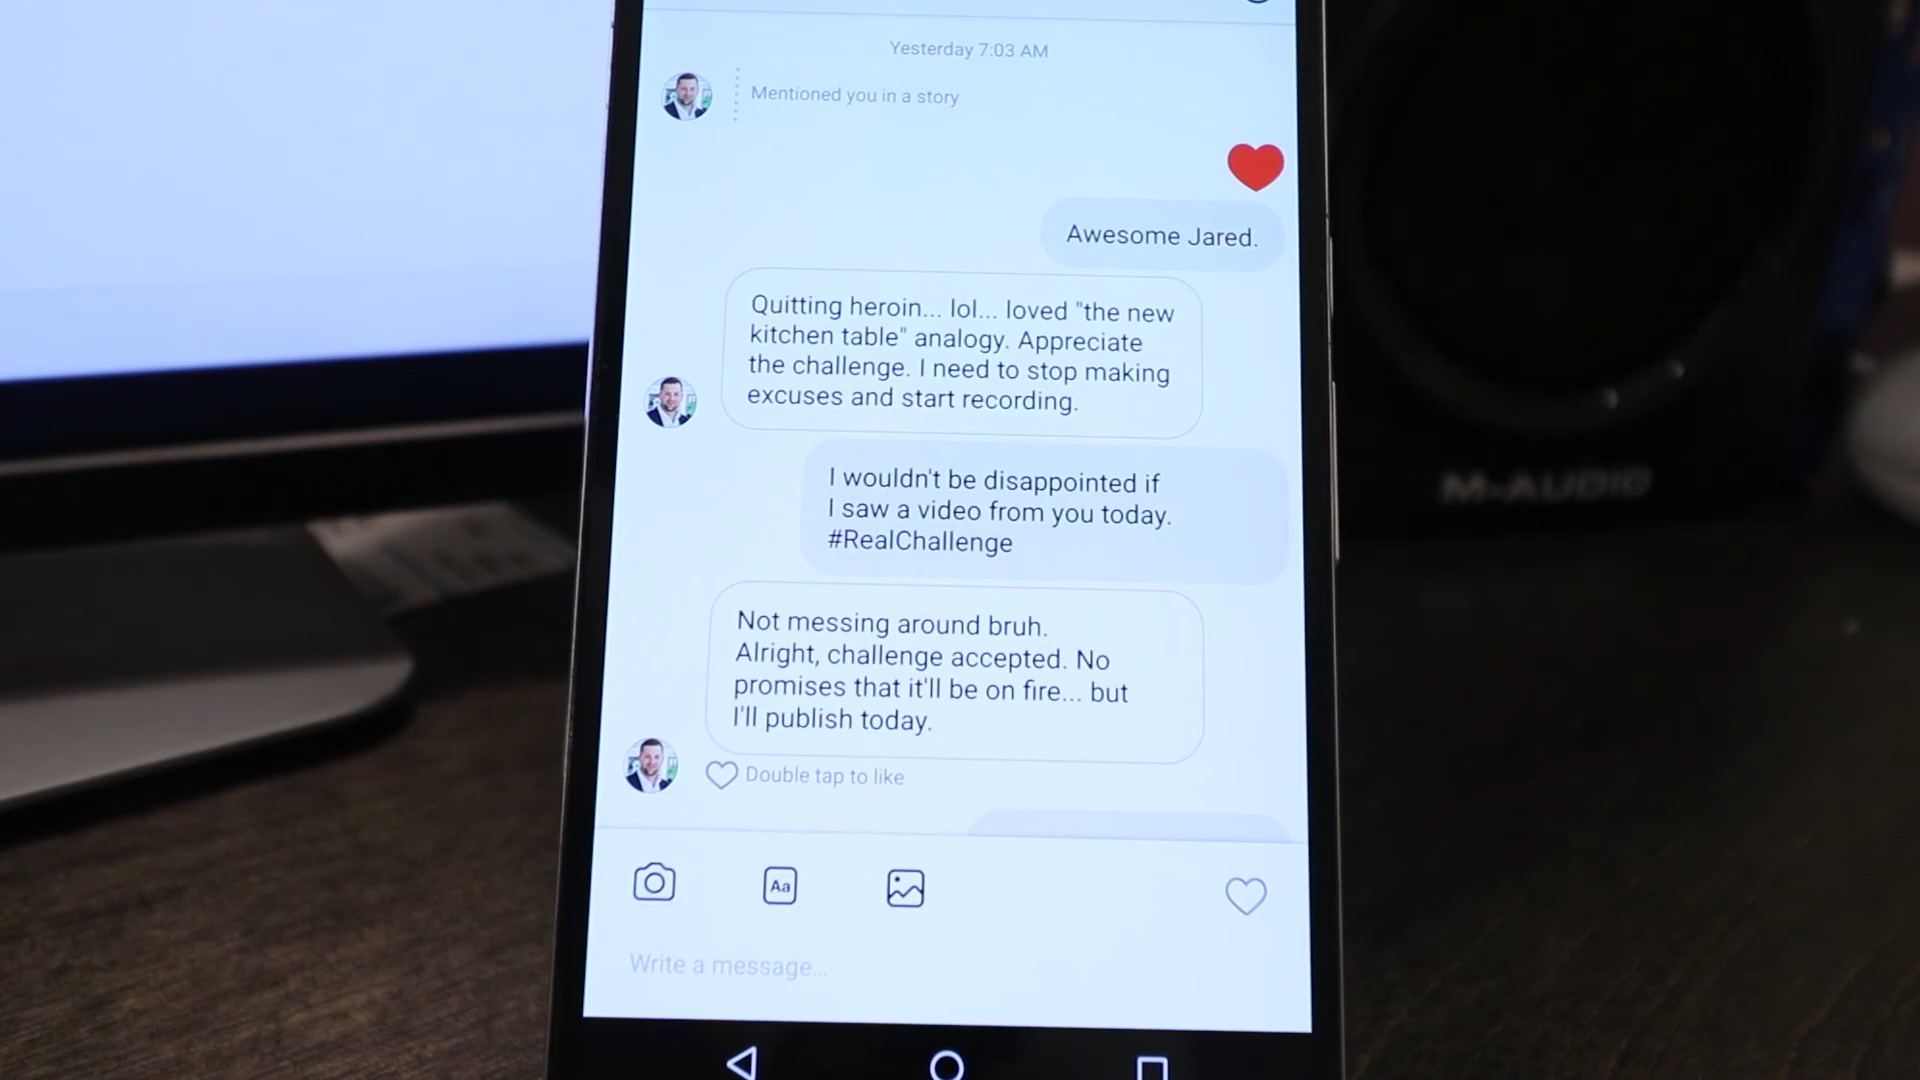 Yesterday 7:03 AM
Mentioned you in a story
Awesome Jared.
Quitting heroin... lol... loved "the new
kitchen table" analogy. Appreciate
the challenge. I need to stop making
excuses and start recording.
I wouldn't be disappointed if
I saw a video from you today.
#RealChallenge
Not messing around bruh.
Alright, challenge accepted. No
promises that it'll be on fire... but
I'll publish today.
Double tap to like
Aa
Write a message...
M-AUDIO